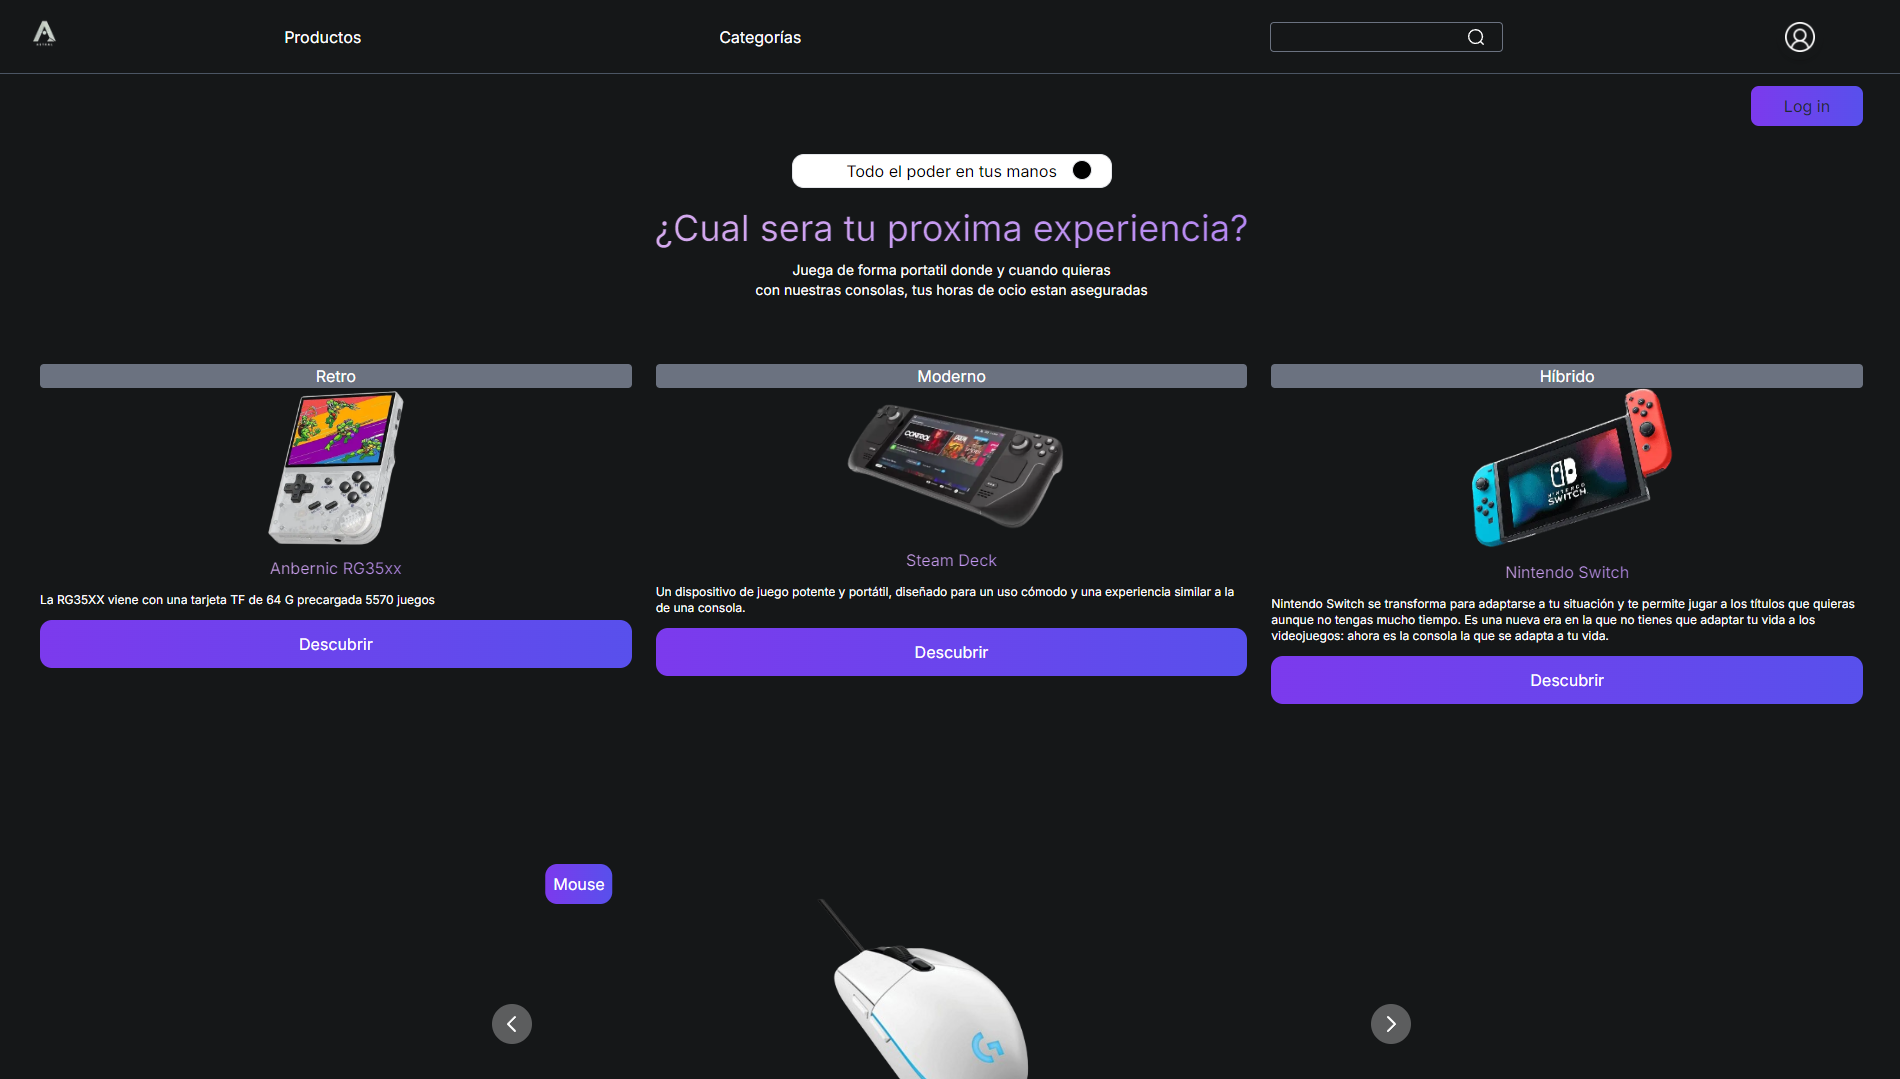 Productos
Categorías
Log in
Todo el poder en tus manos
¿Cual sera tu proxima experiencia?
Juega de forma portatil donde y cuando quieras
con nuestras consolas, tus horas de ocio estan aseguradas
Retro
Moderno
Híbrido
CONTROL
NINTENDO
SWITCH
Anbernic RG35xx
Steam Deck
Nintendo Switch
La RG35XX viene con una tarjeta TF de 64 G precargada 5570 juegos
Un dispositivo de juego potente y portátil, diseñado para un uso cómodo y una experiencia similar a la
de una consola.
Nintendo Switch se transforma para adaptarse a tu situación y te permite jugar a los títulos que quieras
aunque no tengas mucho tiempo. Es una nueva era en la que no tienes que adaptar tu vida a los
videojuegos: ahora es la consola la que se adapta a tu vida.
Descubrir
Descubrir
Descubrir
Mouse